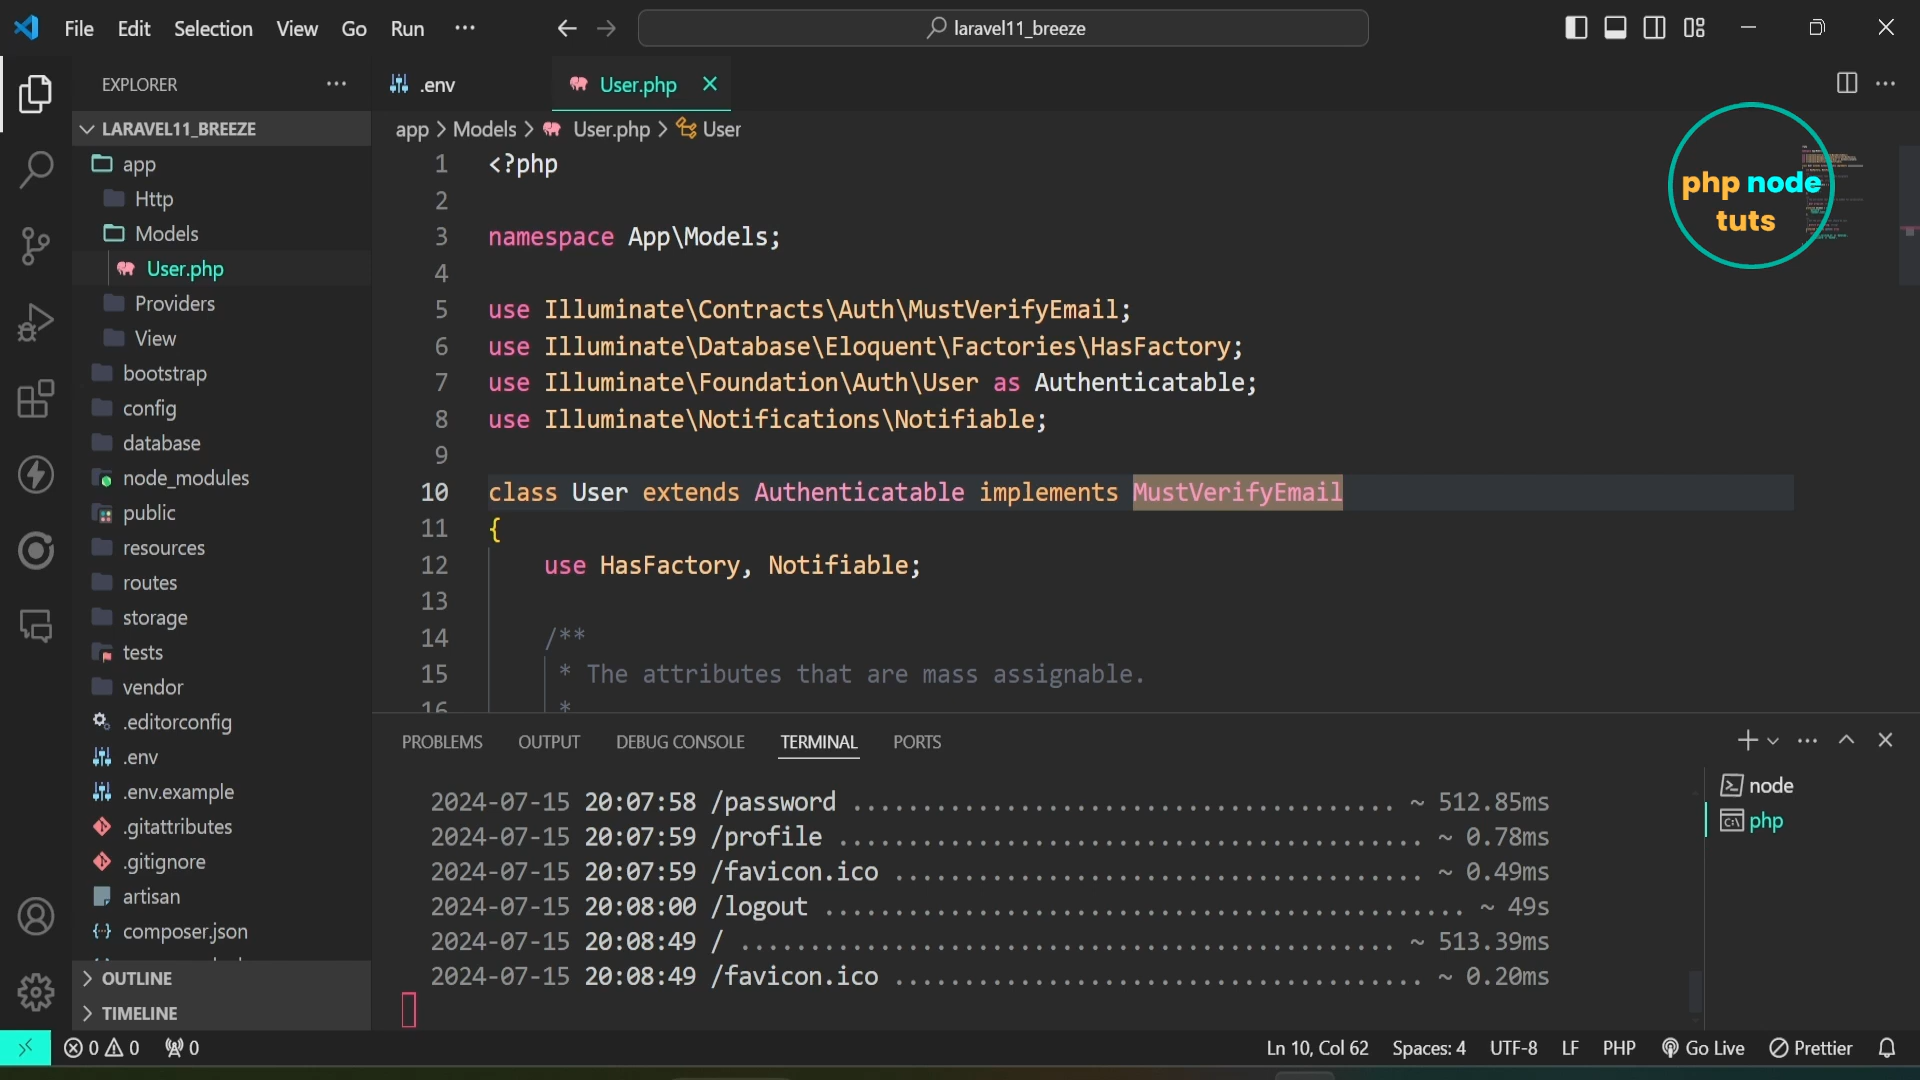 File Edit Selection View Go Run ··· laravel11_breeze
EXPLORER ···
.env User.php
LARAVEL11_BREEZE
app
Http
Models
User.php
Providers
View
bootstrap
config
database
node_modules
public
resources
routes
storage
tests
vendor
.editorconfig
.env
.env.example
.gitattributes
.gitignore
artisan
composer.json
OUTLINE
TIMELINE
app > Models > User.php > User
1 <?php
2
3 namespace App\Models;
4
5 use Illuminate\Contracts\Auth\MustVerifyEmail;
6 use Illuminate\Database\Eloquent\Factories\HasFactory;
7 use Illuminate\Foundation\Auth\User as Authenticatable;
8 use Illuminate\Notifications\Notifiable;
9
10 class User extends Authenticatable implements MustVerifyEmail
11 {
12 use HasFactory, Notifiable;
13
14 /**
15 * The attributes that are mass assignable.
16 *
php node
tuts
PROBLEMS OUTPUT DEBUG CONSOLE TERMINAL PORTS
2024-07-15 20:07:58 /password ....................................... ~ 512.85ms
2024-07-15 20:07:59 /profile .......................................... ~ 0.78ms
2024-07-15 20:07:59 /favicon.ico ...................................... ~ 0.49ms
2024-07-15 20:08:00 /logout .............................................. ~ 49s
2024-07-15 20:08:49 / ............................................... ~ 513.39ms
2024-07-15 20:08:49 /favicon.ico ...................................... ~ 0.20ms
node
php
0 0 0 Ln 10, Col 62 Spaces: 4 UTF-8 LF PHP Go Live Prettier